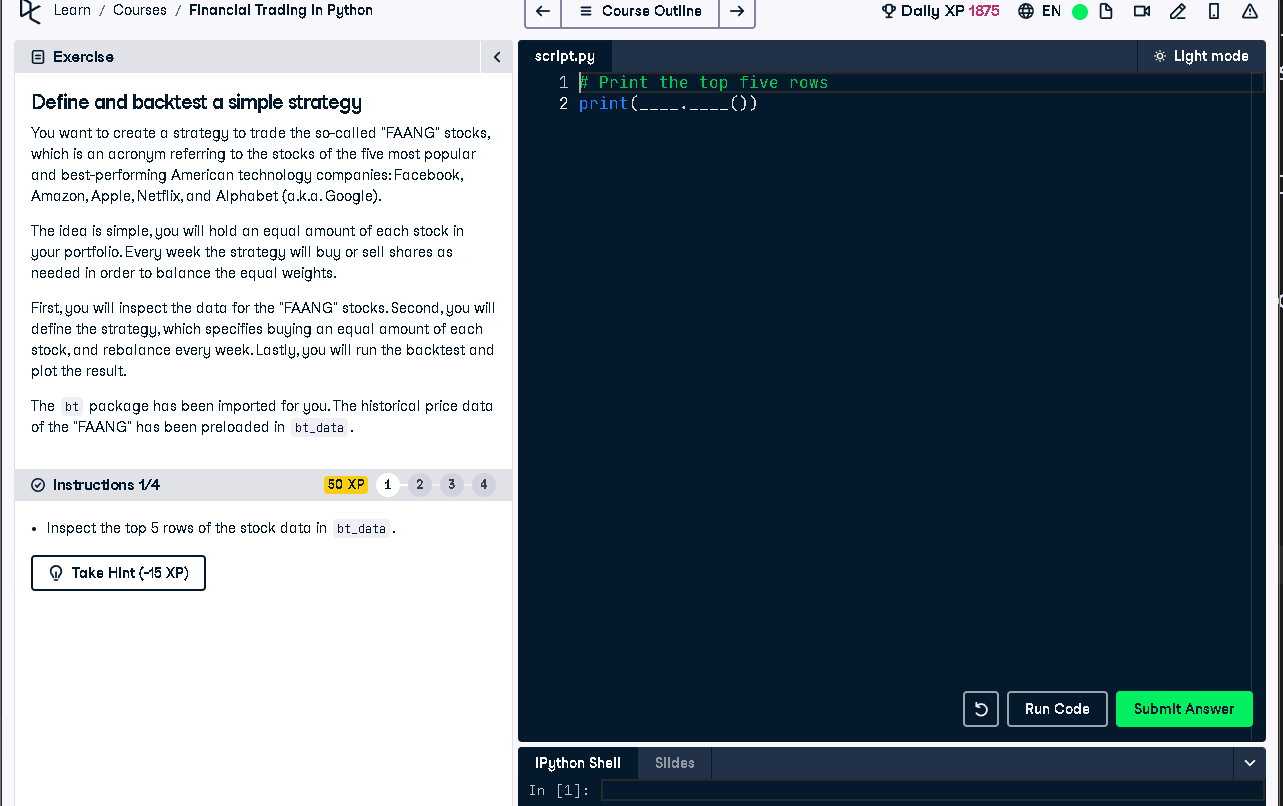 Learn / Courses / Financial Trading in Python
Course Outline
Daily XP 1875
EN
Exercise
Define and backtest a simple strategy
You want to create a strategy to trade the so-called "FAANG" stocks,
which is an acronym referring to the stocks of the five most popular
and best-performing American technology companies: Facebook,
Amazon, Apple, Netflix, and Alphabet (a.k.a. Google).
The idea is simple, you will hold an equal amount of each stock in
your portfolio. Every week the strategy will buy or sell shares as
needed in order to balance the equal weights.
First, you will inspect the data for the "FAANG" stocks. Second, you will
define the strategy, which specifies buying an equal amount of each
stock, and rebalance every week. Lastly, you will run the backtest and
plot the result.
The bt package has been imported for you. The historical price data
of the "FAANG" has been preloaded in bt_data.
Instructions 1/4
50 XP
1 2 3 4
• Inspect the top 5 rows of the stock data in bt_data.
Take Hint (-15 XP)
script.py
Light mode
1 # Print the top five rows
2 print(____.____())
Run Code
Submit Answer
IPython Shell
Slides
In [1]: